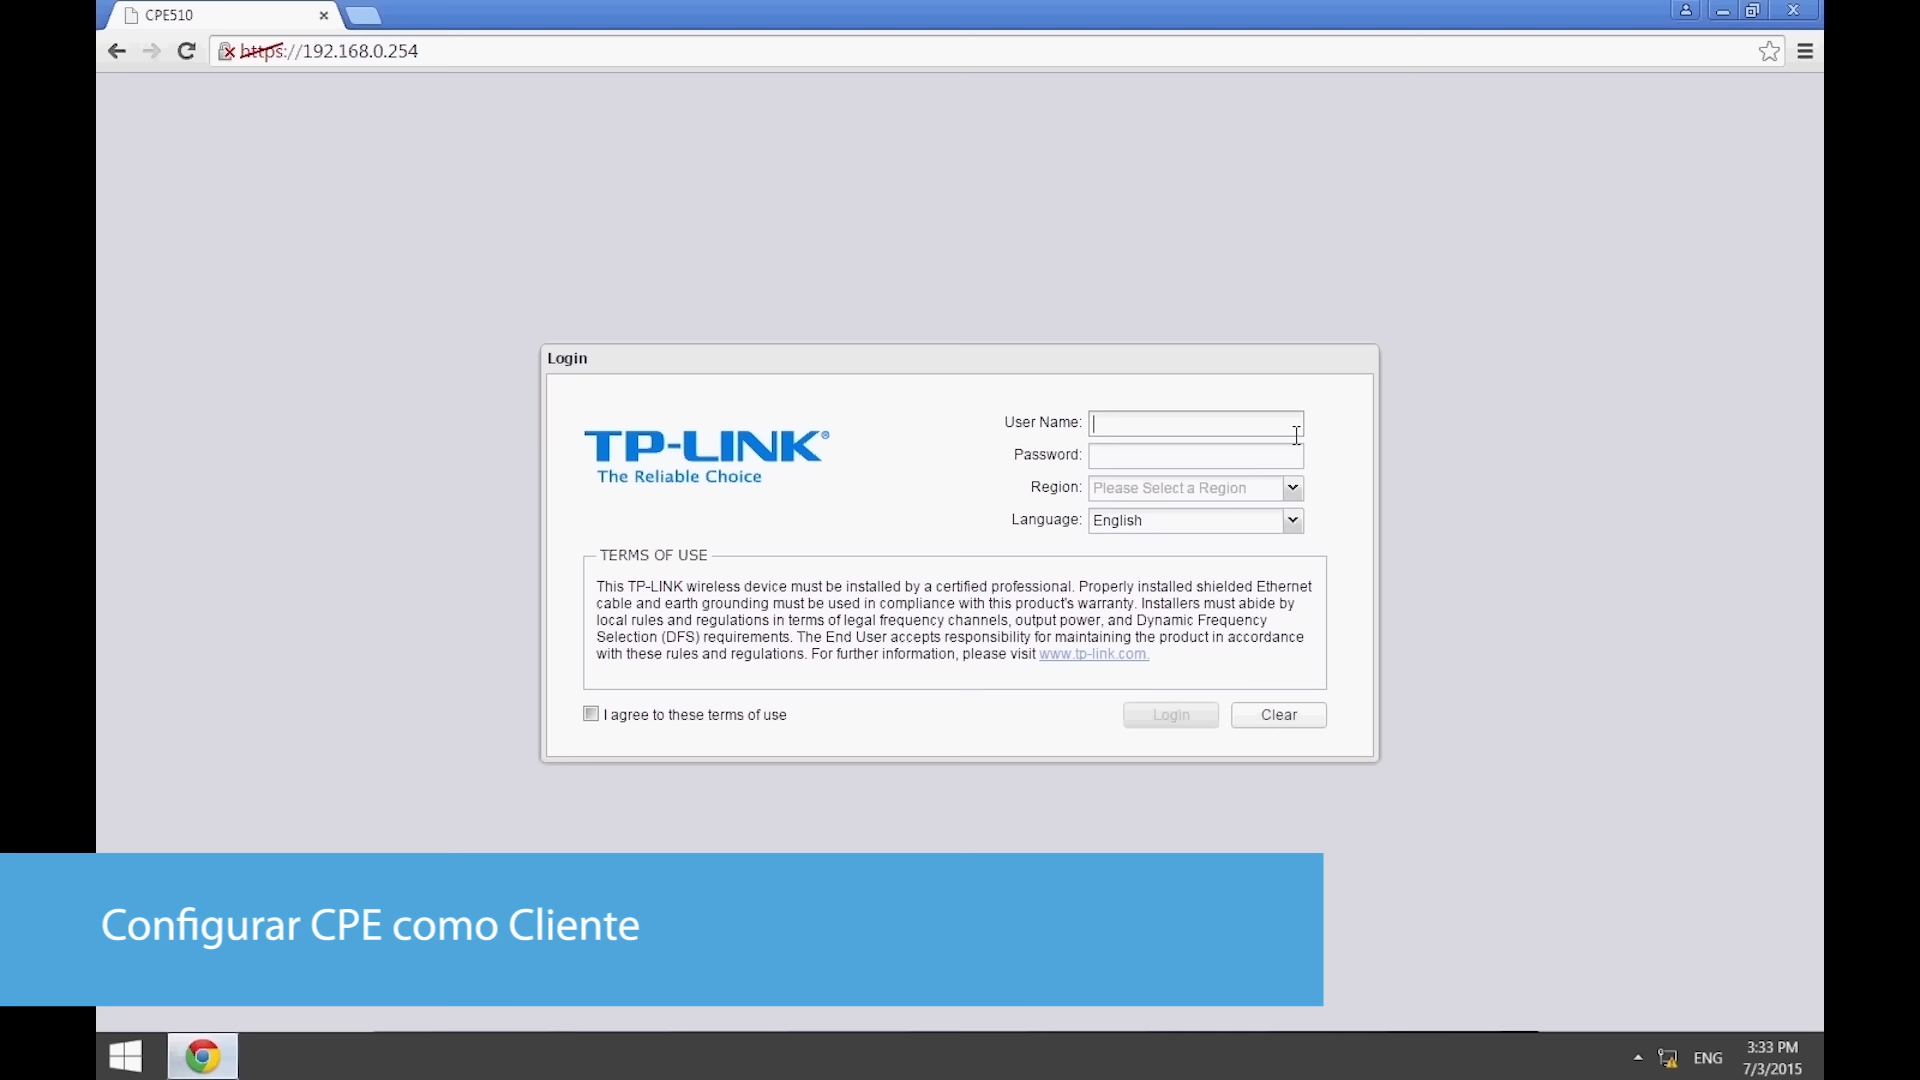 CPE510
https://192.168.0.254
Login
TP-LINK®
The Reliable Choice
User Name:
Password:
Region: Please Select a Region
Language: English
TERMS OF USE
This TP-LINK wireless device must be installed by a certified professional. Properly installed shielded Ethernet
cable and earth grounding must be used in compliance with this product's warranty. Installers must abide by
local rules and regulations in terms of legal frequency channels, output power, and Dynamic Frequency
Selection (DFS) requirements. The End User accepts responsibility for maintaining the product in accordance
with these rules and regulations. For further information, please visit www.tp-link.com.
I agree to these terms of use
Login
Clear
Configurar CPE como Cliente
ENG
3:33 PM
7/3/2015